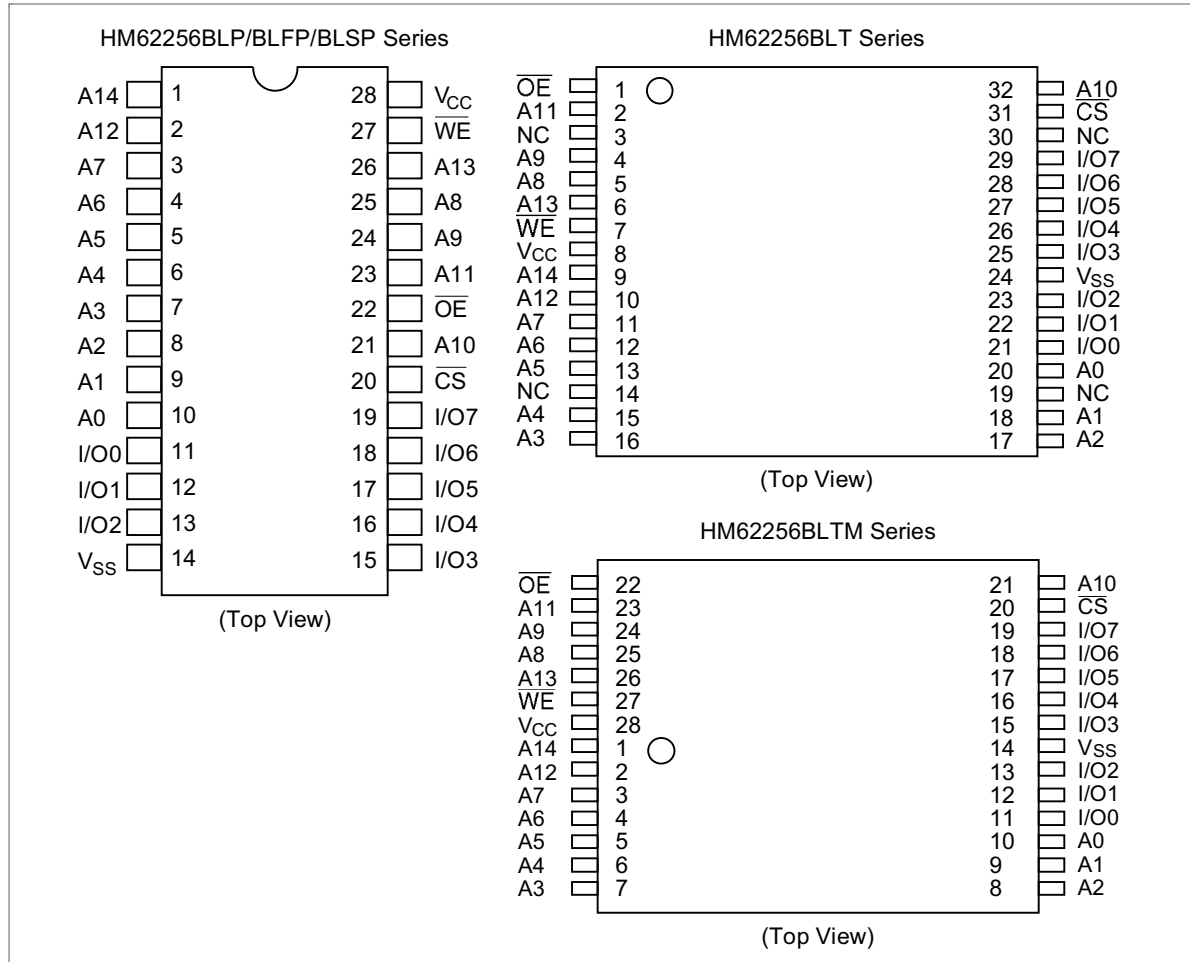 HM62256BLP/BLFP/BLSP Series
A14 1 28 VCC
A12 2 27 W̅E̅
A7 3 26 A13
A6 4 25 A8
A5 5 24 A9
A4 6 23 A11
A3 7 22 O̅E̅
A2 8 21 A10
A1 9 20 C̅S̅
A0 10 19 I/O7
I/O0 11 18 I/O6
I/O1 12 17 I/O5
I/O2 13 16 I/O4
VSS 14 15 I/O3
(Top View)
HM62256BLT Series
O̅E̅ 1 32 A10
A11 2 31 C̅S̅
NC 3 30 NC
A9 4 29 I/O7
A8 5 28 I/O6
A13 6 27 I/O5
W̅E̅ 7 26 I/O4
VCC 8 25 I/O3
A14 9 24 VSS
A12 10 23 I/O2
A7 11 22 I/O1
A6 12 21 I/O0
A5 13 20 A0
NC 14 19 NC
A4 15 18 A1
A3 16 17 A2
(Top View)
HM62256BLTM Series
O̅E̅ 22 21 A10
A11 23 20 C̅S̅
A9 24 19 I/O7
A8 25 18 I/O6
A13 26 17 I/O5
W̅E̅ 27 16 I/O4
VCC 28 15 I/O3
A14 1 14 VSS
A12 2 13 I/O2
A7 3 12 I/O1
A6 4 11 I/O0
A5 5 10 A0
A4 6 9 A1
A3 7 8 A2
(Top View)